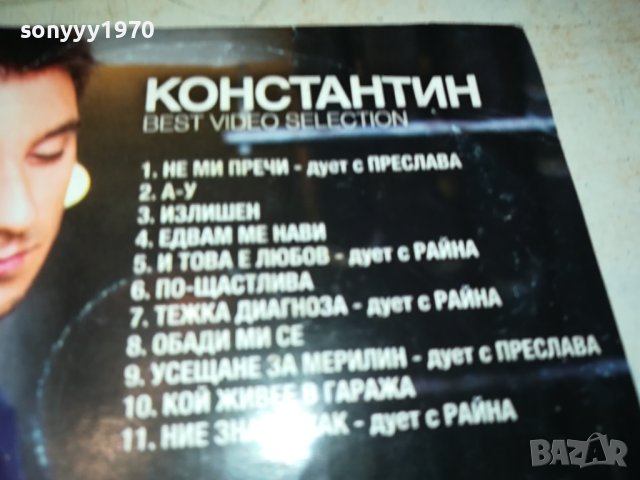 sonyyy1970
КОНСТАНТИН
BEST VIDEO SELECTION
1. НЕ МИ ПРЕЧИ - дует с ПРЕСЛАВА
2. А-У
3. ИЗЛИШЕН
4. ЕДВАМ МЕ НАВИ
5. И ТОВА Е ЛЮБОВ - дует с РАЙНА
6. ПО-ЩАСТЛИВА
7. ТЕЖКА ДИАГНОЗА - дует с РАЙНА
8. ОБАДИ МИ СЕ
9. УСЕЩАНЕ ЗА МЕРИЛИН - дует с ПРЕСЛАВА
10. КОЙ ЖИВЕЕ В ГАРАЖА
11. НИЕ КАК - дует с РАЙНА
BAZAR